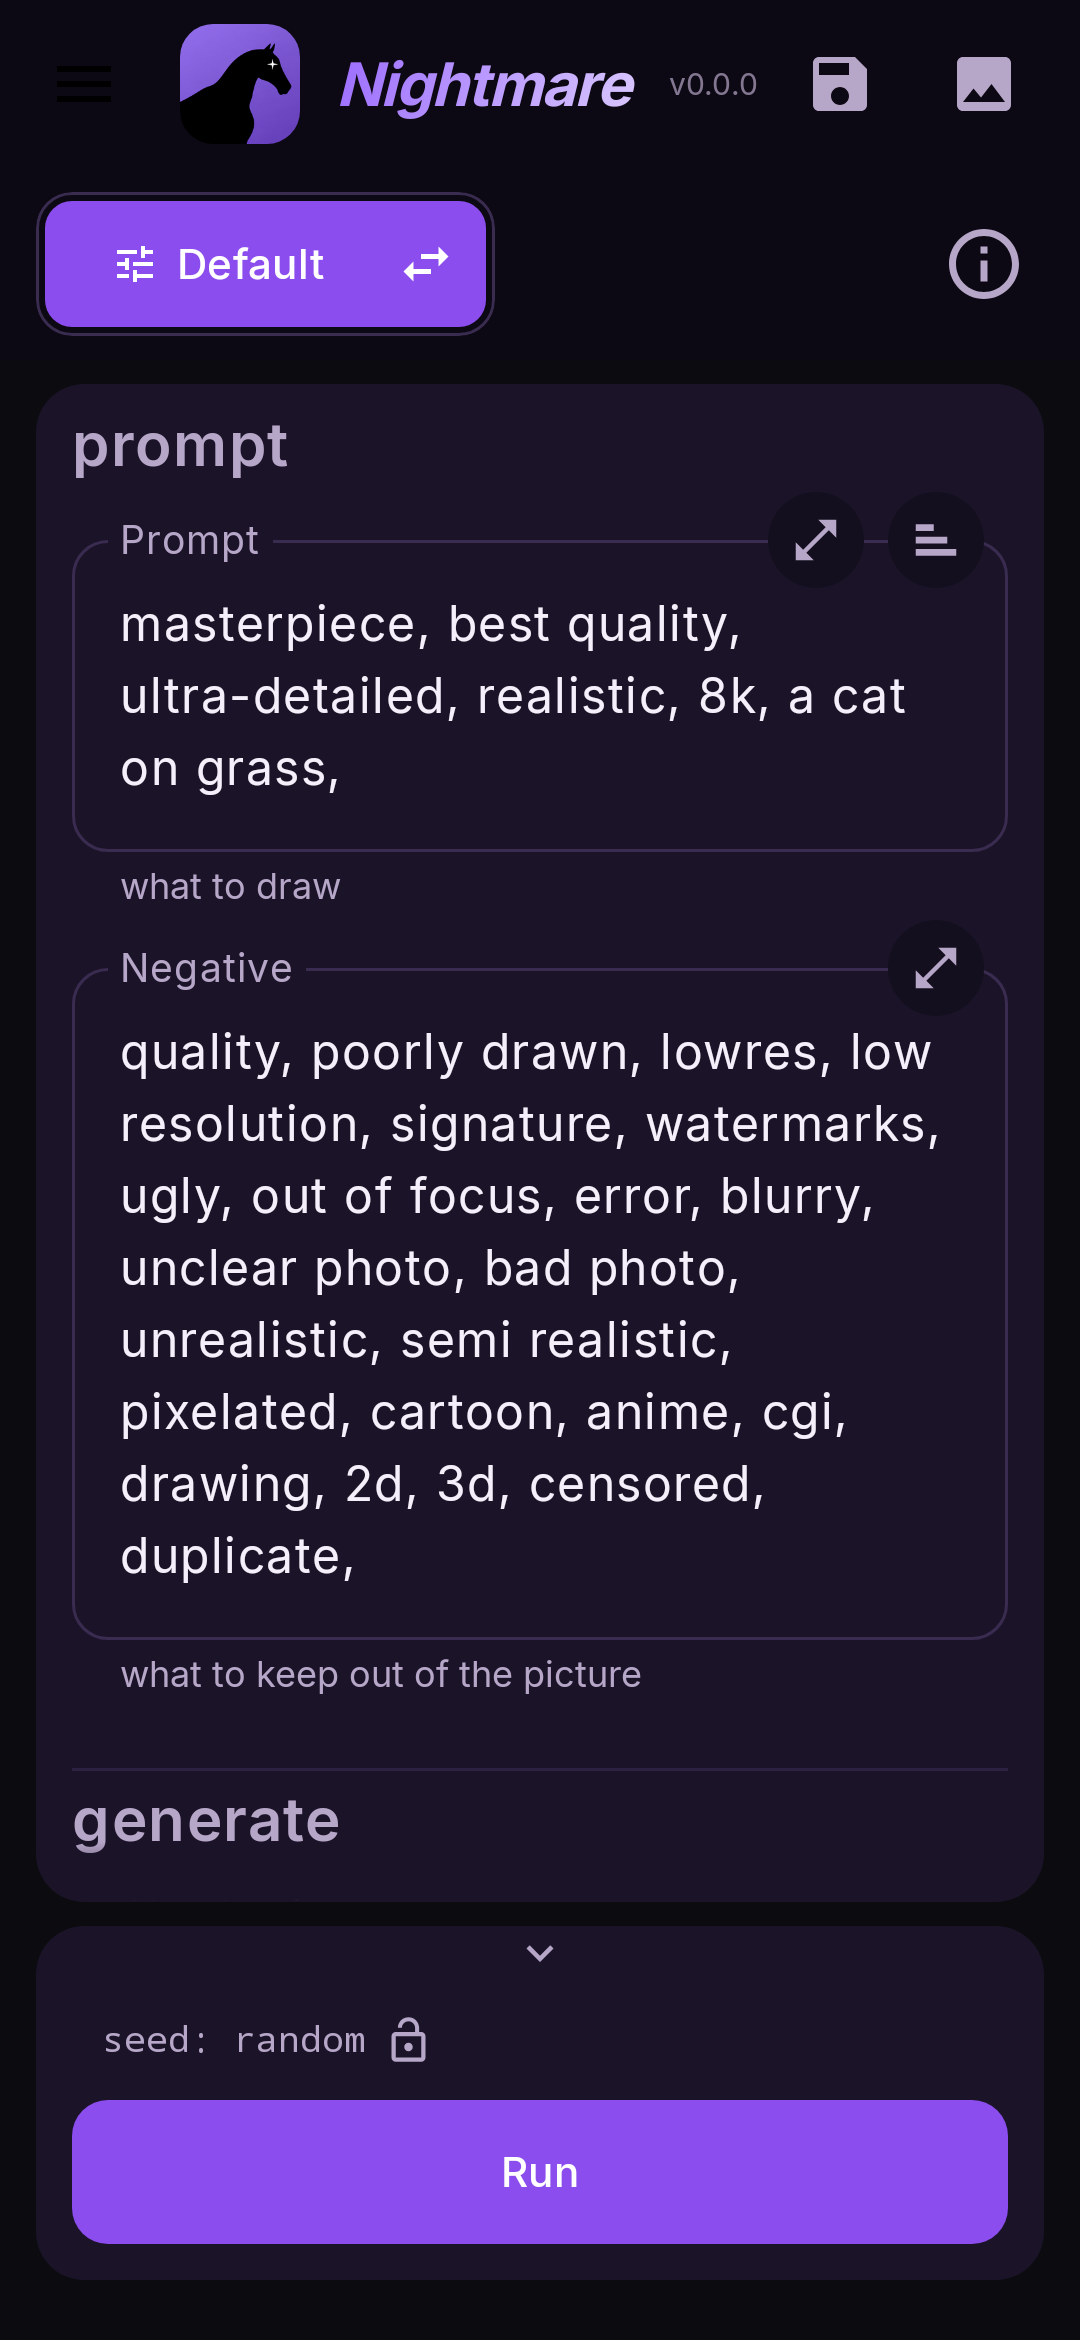 Nightmare v0.0.0
Default
prompt
Prompt
masterpiece, best quality,
ultra-detailed, realistic, 8k, a cat
on grass,
what to draw
Negative
quality, poorly drawn, lowres, low
resolution, signature, watermarks,
ugly, out of focus, error, blurry,
unclear photo, bad photo,
unrealistic, semi realistic,
pixelated, cartoon, anime, cgi,
drawing, 2d, 3d, censored,
duplicate,
what to keep out of the picture
generate
seed: random
Run